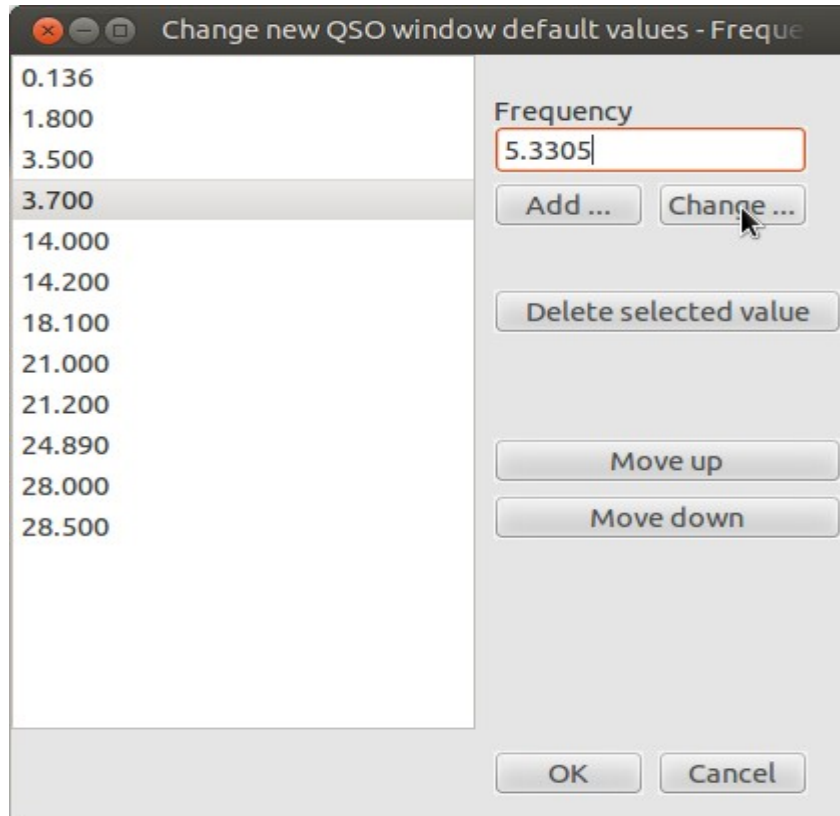 Change new QSO window default values - Freque
0.136
1.800
3.500
3.700
14.000
14.200
18.100
21.000
21.200
24.890
28.000
28.500
Frequency
5.3305
Add ... Change ...
Delete selected value
Move up
Move down
OK Cancel